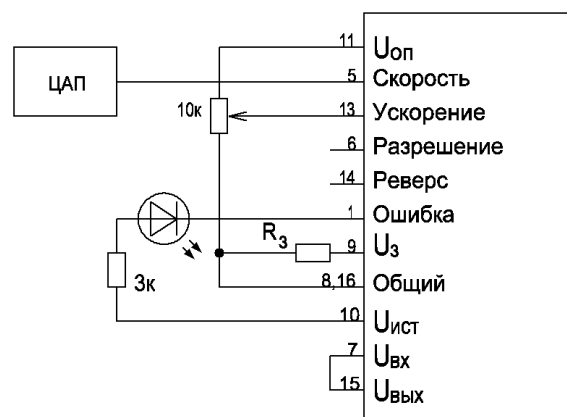 11 Uоп
ЦАП 5 Скорость
10к 13 Ускорение
6 Разрешение
14 Реверс
1 Ошибка
R3 9 Uз
3к 8,16 Общий
10 Uист
7 Uвх
15 Uвых